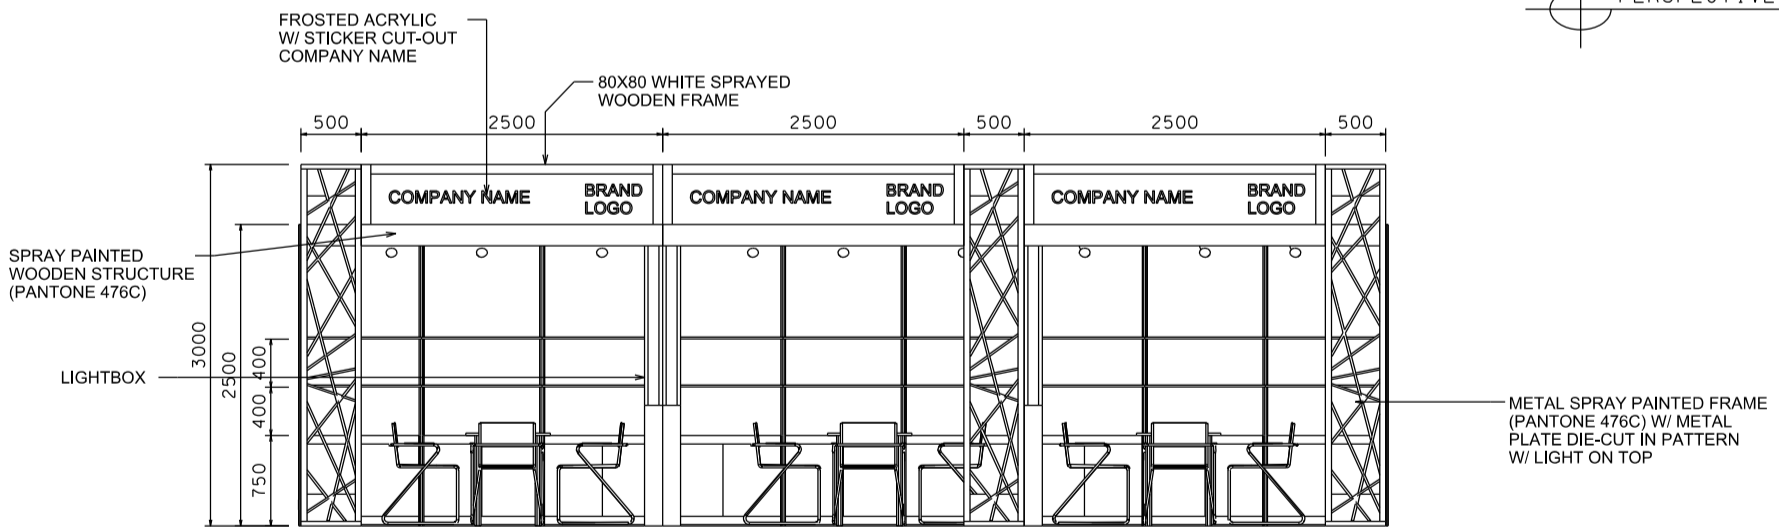 PERSPECTIVE
FROSTED ACRYLIC
W/ STICKER CUT-OUT
COMPANY NAME
80X80 WHITE SPRAYED
WOODEN FRAME
500
2500
2500
500
2500
500
COMPANY NAME
BRAND
LOGO
COMPANY NAME
BRAND
LOGO
COMPANY NAME
BRAND
LOGO
SPRAY PAINTED
WOODEN STRUCTURE
(PANTONE 476C)
3000
2500
400
400
750
LIGHTBOX
METAL SPRAY PAINTED FRAME
(PANTONE 476C) W/ METAL
PLATE DIE-CUT IN PATTERN
W/ LIGHT ON TOP